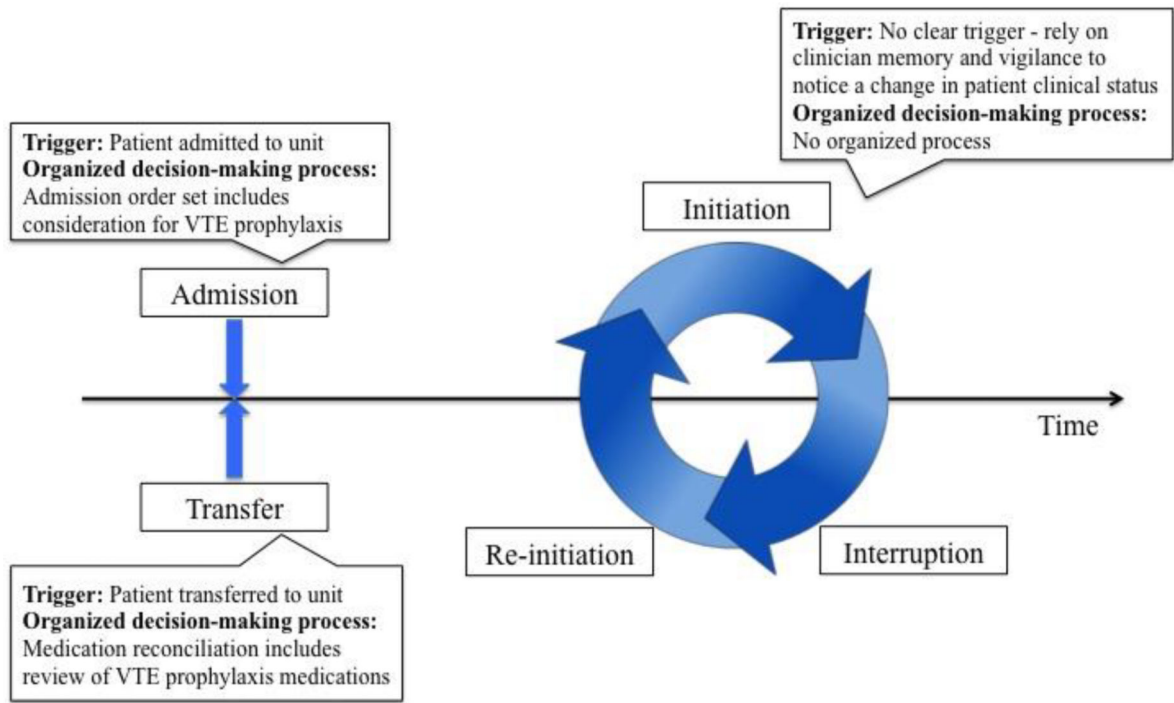 Trigger: No clear trigger - rely on
clinician memory and vigilance to
notice a change in patient clinical status
Organized decision-making process:
No organized process
Trigger: Patient admitted to unit
Organized decision-making process:
Admission order set includes
consideration for VTE prophylaxis
Initiation
Admission
Time
Transfer
Re-initiation
Interruption
Trigger: Patient transferred to unit
Organized decision-making process:
Medication reconciliation includes
review of VTE prophylaxis medications